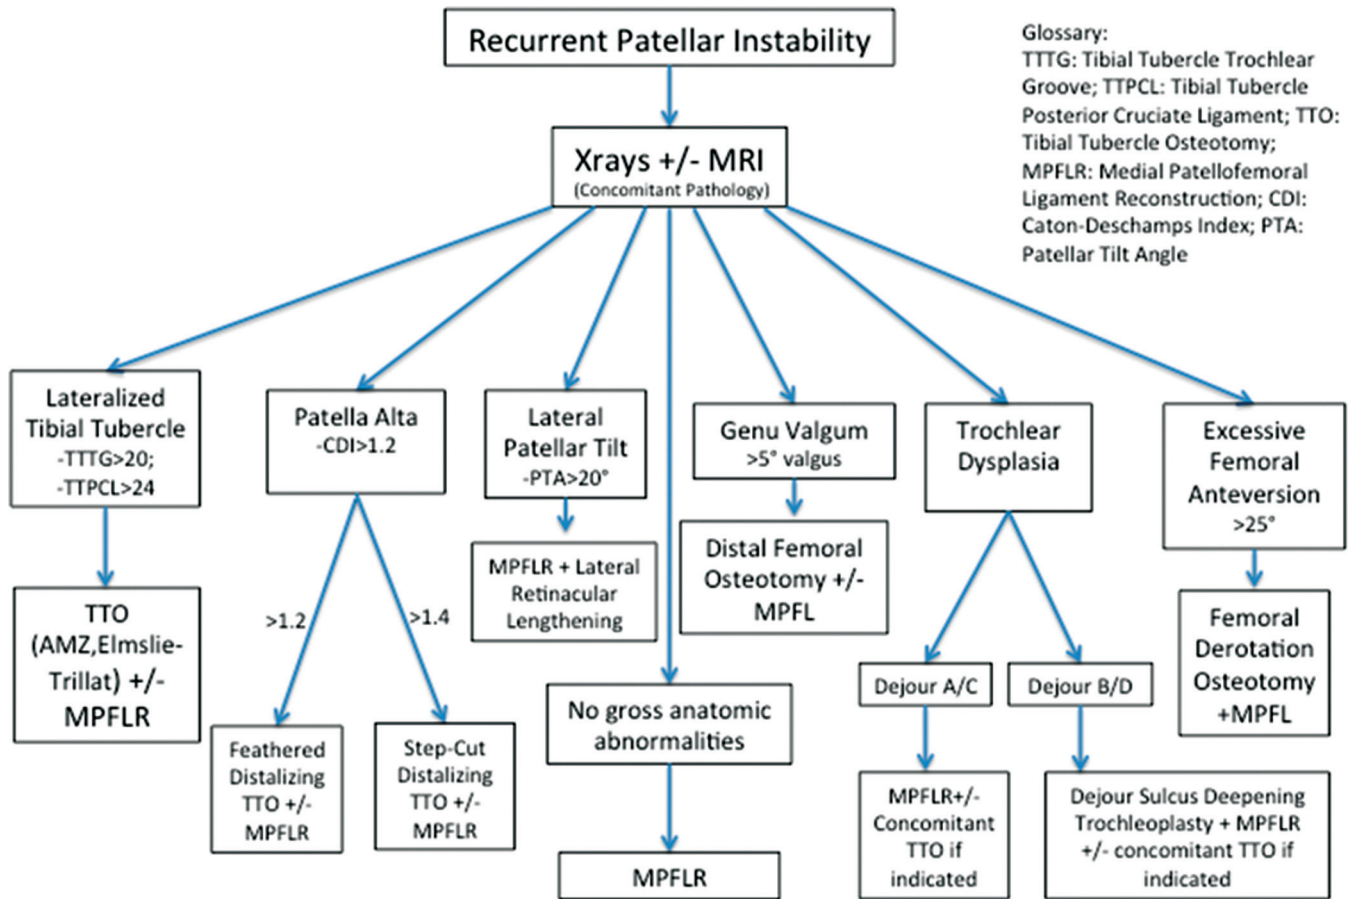 Recurrent Patellar Instability
Glossary:
TTTG: Tibial Tubercle Trochlear
Groove; TTPCL: Tibial Tubercle
Posterior Cruciate Ligament; TTO:
Tibial Tubercle Osteotomy;
MPFLR: Medial Patellofemoral
Ligament Reconstruction; CDI:
Caton-Deschamps Index; PTA:
Patellar Tilt Angle
Xrays +/- MRI
(Concomitant Pathology)
Lateralized
Tibial Tubercle
-TTTG>20;
-TTPCL>24
Patella Alta
-CDI>1.2
Lateral
Patellar Tilt
-PTA>20°
Genu Valgum
>5° valgus
Trochlear
Dysplasia
Excessive
Femoral
Anteversion
>25°
TTO
(AMZ,Elmslie-
Trillat) +/-
MPFLR
>1.2
>1.4
MPFLR + Lateral
Retinacular
Lengthening
Distal Femoral
Osteotomy +/-
MPFL
Dejour A/C
Dejour B/D
Femoral
Derotation
Osteotomy
+MPFL
Feathered
Distalizing
TTO +/-
MPFLR
Step-Cut
Distalizing
TTO +/-
MPFLR
No gross anatomic
abnormalities
MPFLR
MPFLR+/-
Concomitant
TTO if
indicated
Dejour Sulcus Deepening
Trochleoplasty + MPFLR
+/- concomitant TTO if
indicated